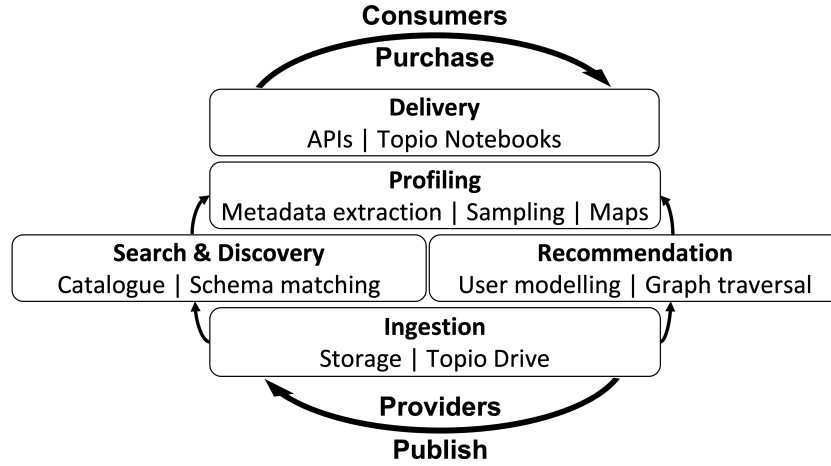 Consumers
Purchase
Delivery
APIs | Topio Notebooks
Profiling
Metadata extraction | Sampling | Maps
Search & Discovery
Catalogue | Schema matching
Recommendation
User modelling | Graph traversal
Ingestion
Storage | Topio Drive
Providers
Publish